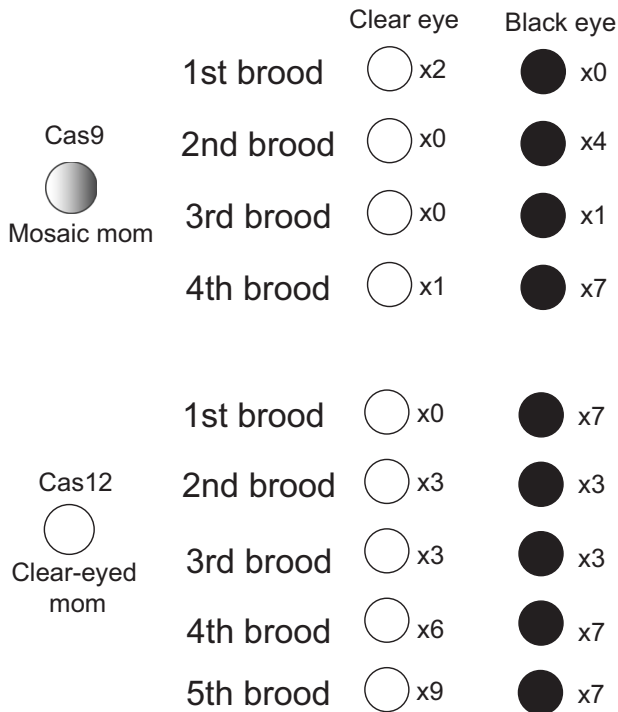 Clear eye Black eye
1st brood x2 x0
Cas9
2nd brood x0 x4
Mosaic mom
3rd brood x0 x1
4th brood x1 x7
1st brood x0 x7
Cas12
2nd brood x3 x3
Clear-eyed
mom
3rd brood x3 x3
4th brood x6 x7
5th brood x9 x7